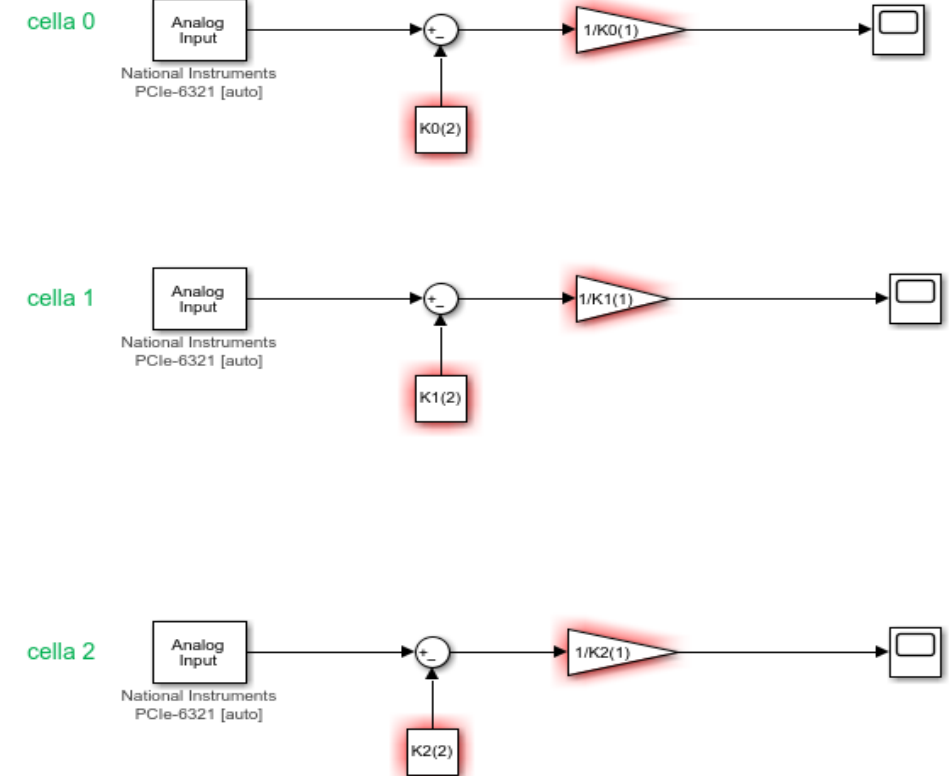 cella 0
Analog
Input
National Instruments
PCIe-6321 [auto]
+
_
K0(2)
1/K0(1)
cella 1
Analog
Input
National Instruments
PCIe-6321 [auto]
+
_
K1(2)
1/K1(1)
cella 2
Analog
Input
National Instruments
PCIe-6321 [auto]
+
_
K2(2)
1/K2(1)